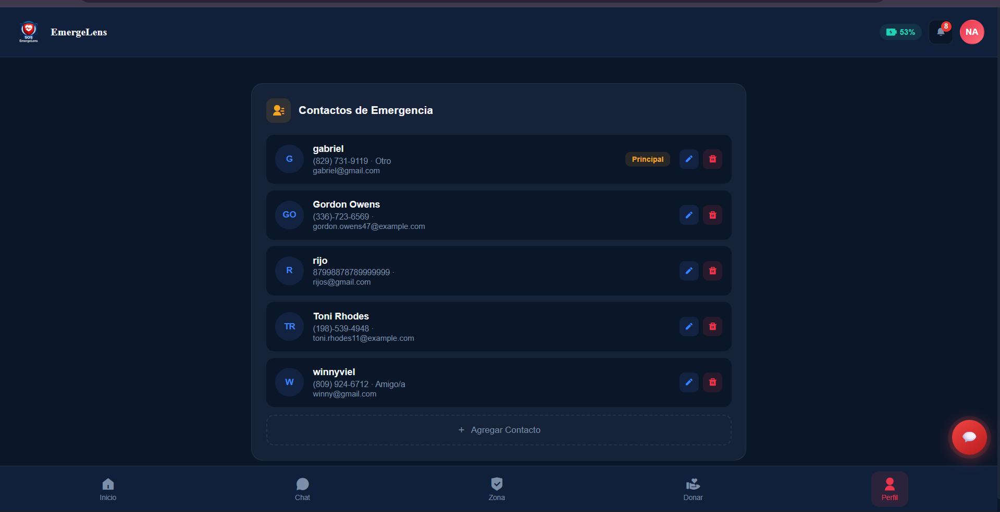 SOS
EmergeLens
EmergeLens
53%
8
NA
Contactos de Emergencia
G
gabriel
(829) 731-9119 · Otro
gabriel@gmail.com
Principal
GO
Gordon Owens
(336)-723-6569 ·
gordon.owens47@example.com
R
rijo
87998878789999999 ·
rijos@gmail.com
TR
Toni Rhodes
(198)-539-4948 ·
toni.rhodes11@example.com
W
winnyviel
(809) 924-6712 · Amigo/a
winny@gmail.com
+ Agregar Contacto
Inicio
Chat
Zona
Donar
Perfil